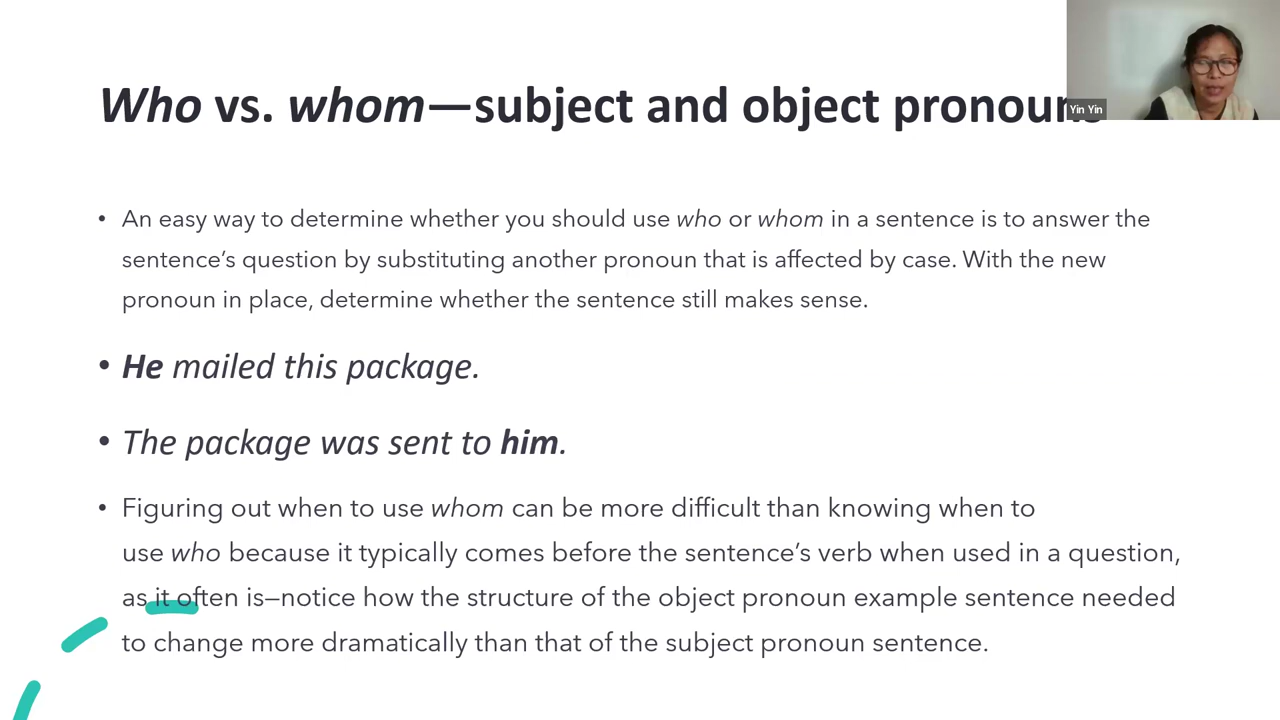 Who vs. whom—subject and object pronouns
Yin Yin
• An easy way to determine whether you should use who or whom in a sentence is to answer the
sentence’s question by substituting another pronoun that is affected by case. With the new
pronoun in place, determine whether the sentence still makes sense.
• He mailed this package.
• The package was sent to him.
• Figuring out when to use whom can be more difficult than knowing when to
use who because it typically comes before the sentence’s verb when used in a question,
as it often is—notice how the structure of the object pronoun example sentence needed
to change more dramatically than that of the subject pronoun sentence.